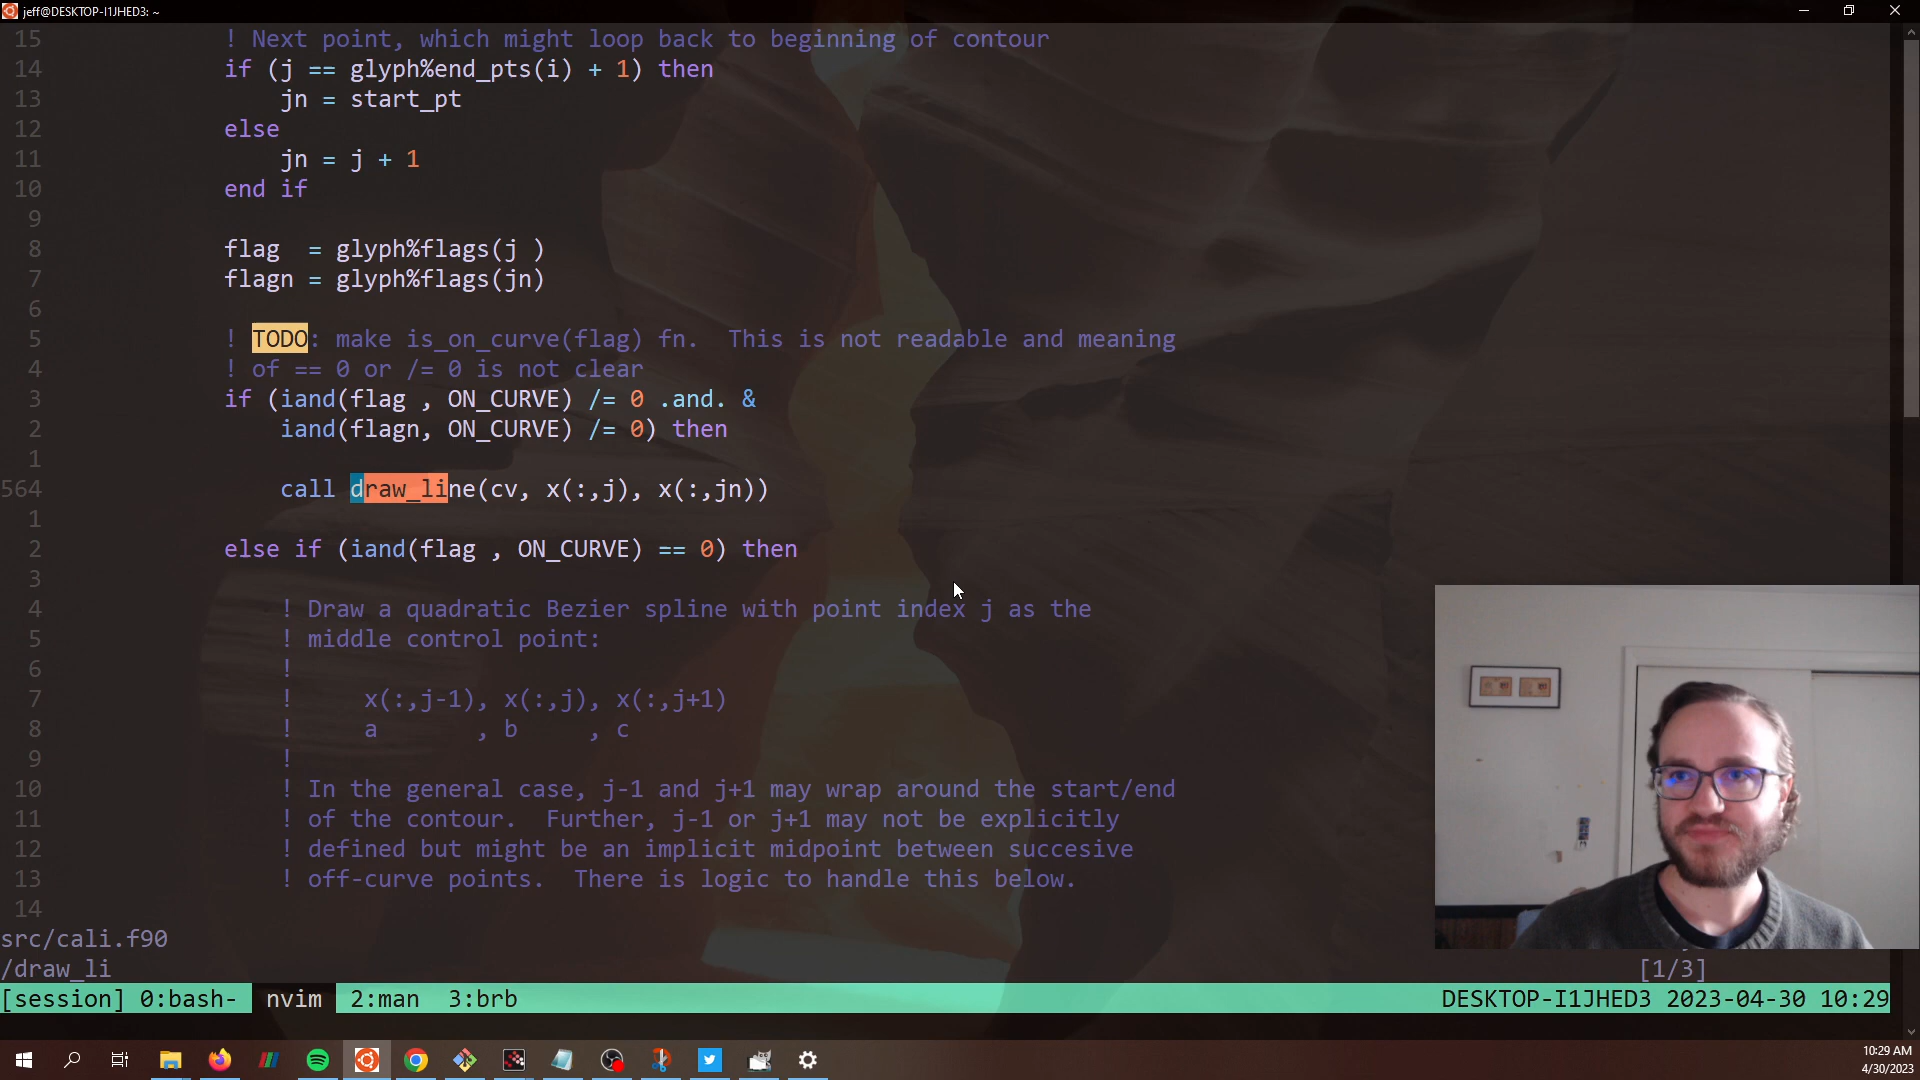 jeff@DESKTOP-I1JHED3: ~
15 ! Next point, which might loop back to beginning of contour
14 if (j == glyph%end_pts(i) + 1) then
13 jn = start_pt
12 else
11 jn = j + 1
10 end if
9
8 flag  = glyph%flags(j )
7 flagn = glyph%flags(jn)
6
5 ! TODO: make is_on_curve(flag) fn.  This is not readable and meaning
4 ! of == 0 or /= 0 is not clear
3 if (iand(flag , ON_CURVE) /= 0 .and. &
2 iand(flagn, ON_CURVE) /= 0) then
1
564 call draw_line(cv, x(:,j), x(:,jn))
1
2 else if (iand(flag , ON_CURVE) == 0) then
3
4 ! Draw a quadratic Bezier spline with point index j as the
5 ! middle control point:
6 !
7 !     x(:,j-1), x(:,j), x(:,j+1)
8 !     a       , b     , c
9 !
10 ! In the general case, j-1 and j+1 may wrap around the start/end
11 ! of the contour.  Further, j-1 or j+1 may not be explicitly
12 ! defined but might be an implicit midpoint between succesive
13 ! off-curve points.  There is logic to handle this below.
14
src/cali.f90
/draw_li [1/3]
[session] 0:bash- nvim 2:man 3:brb DESKTOP-I1JHED3 2023-04-30 10:29
10:29 AM
4/30/2023